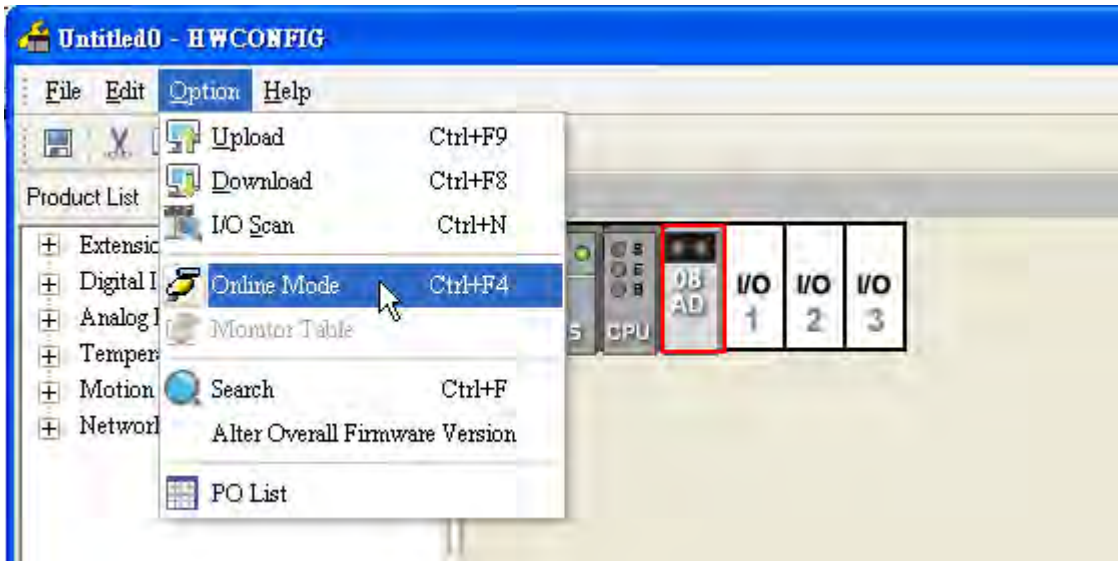 Untitled0 - HWCONFIG
File Edit Option Help
Upload Ctrl+F9
Download Ctrl+F8
I/O Scan Ctrl+N
Online Mode Ctrl+F4
Monitor Table
Search Ctrl+F
Alter Overall Firmware Version
PO List
Product List
Extensio
Digital I
Analog I
Temper
Motion
Networl
S
CPU
08
AD
I/O
1
I/O
2
I/O
3